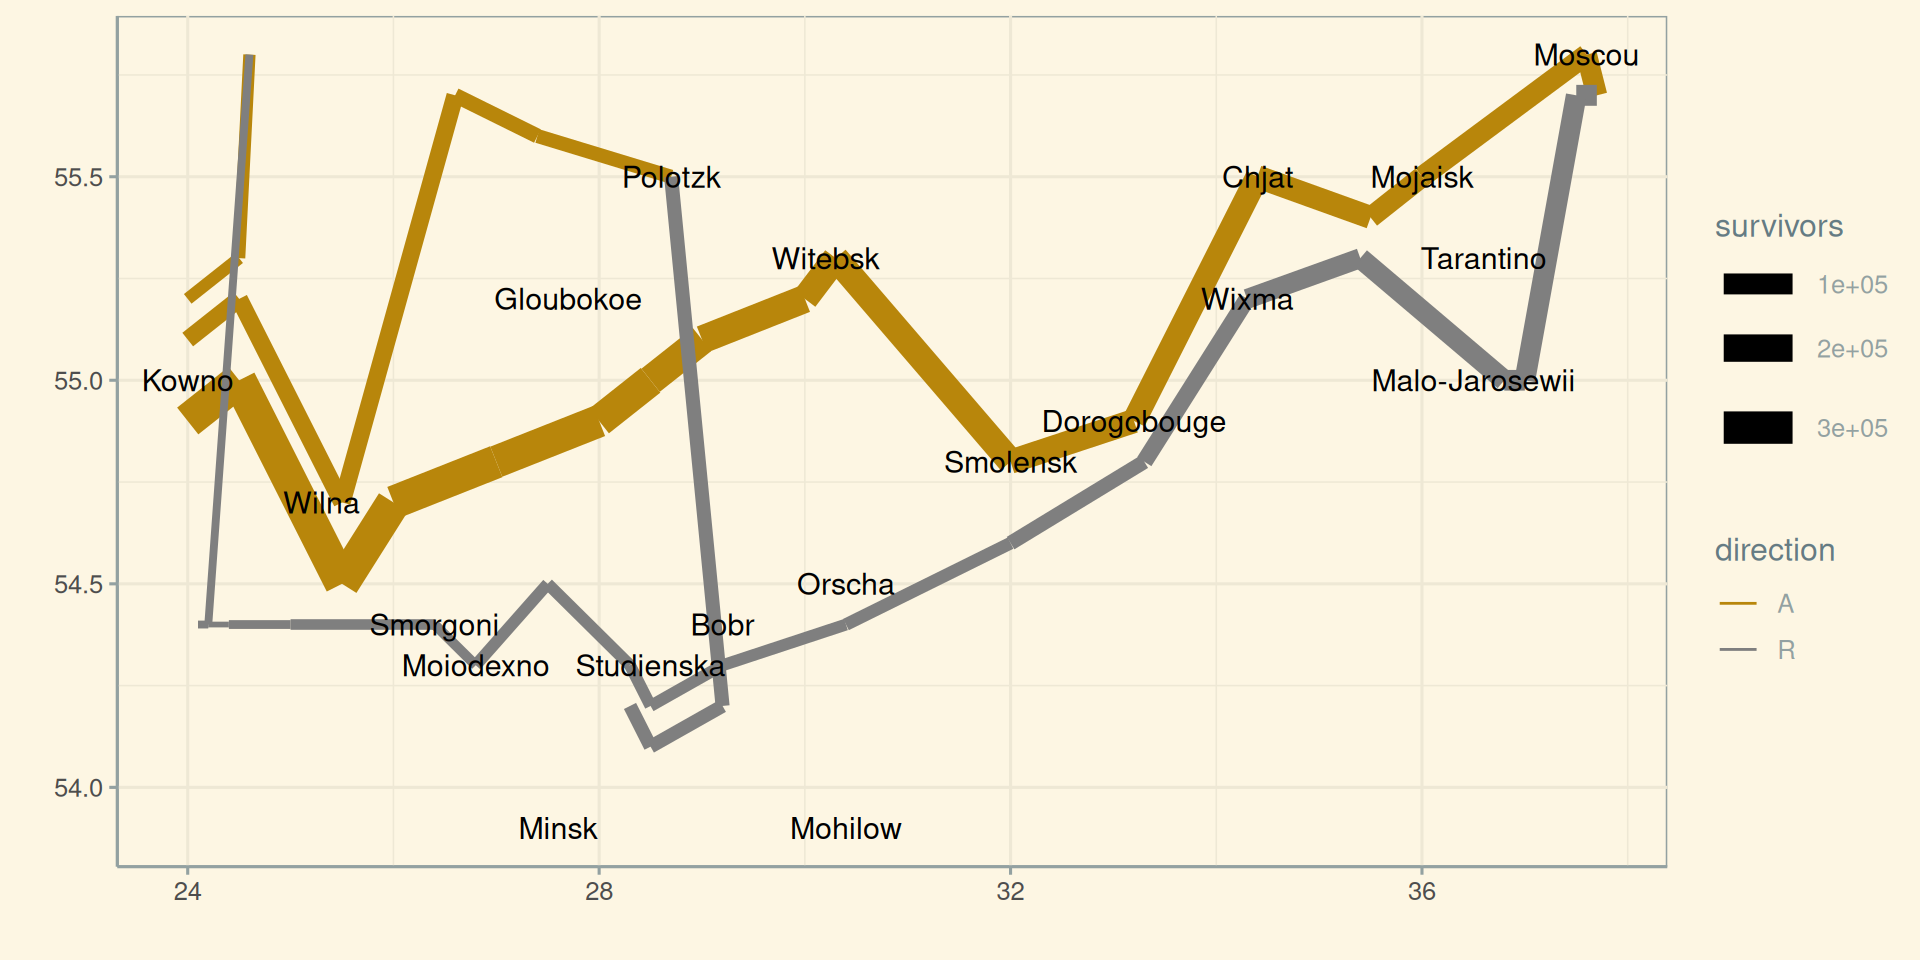 Moscou
55.5
Polotzk
Chjat
Mojaisk
Witebsk
Tarantino
Gloubokoe
Wixma
55.0
Kowno
Malo-Jarosewii
Dorogobouge
Smolensk
Wilna
54.5
Orscha
Smorgoni
Bobr
Moiodexno
Studienska
54.0
Minsk
Mohilow
24
28
32
36
survivors
1e+05
2e+05
3e+05
direction
A
R